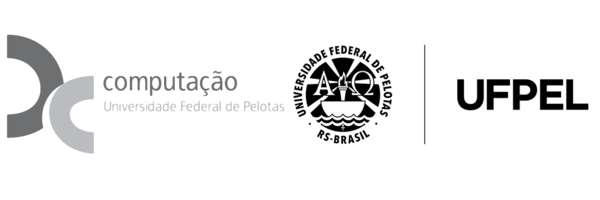 computação
Universidade Federal de Pelotas
UNIVERSIDADE FEDERAL DE PELOTAS
Α Ω
· RS-BRASIL ·
UFPEL